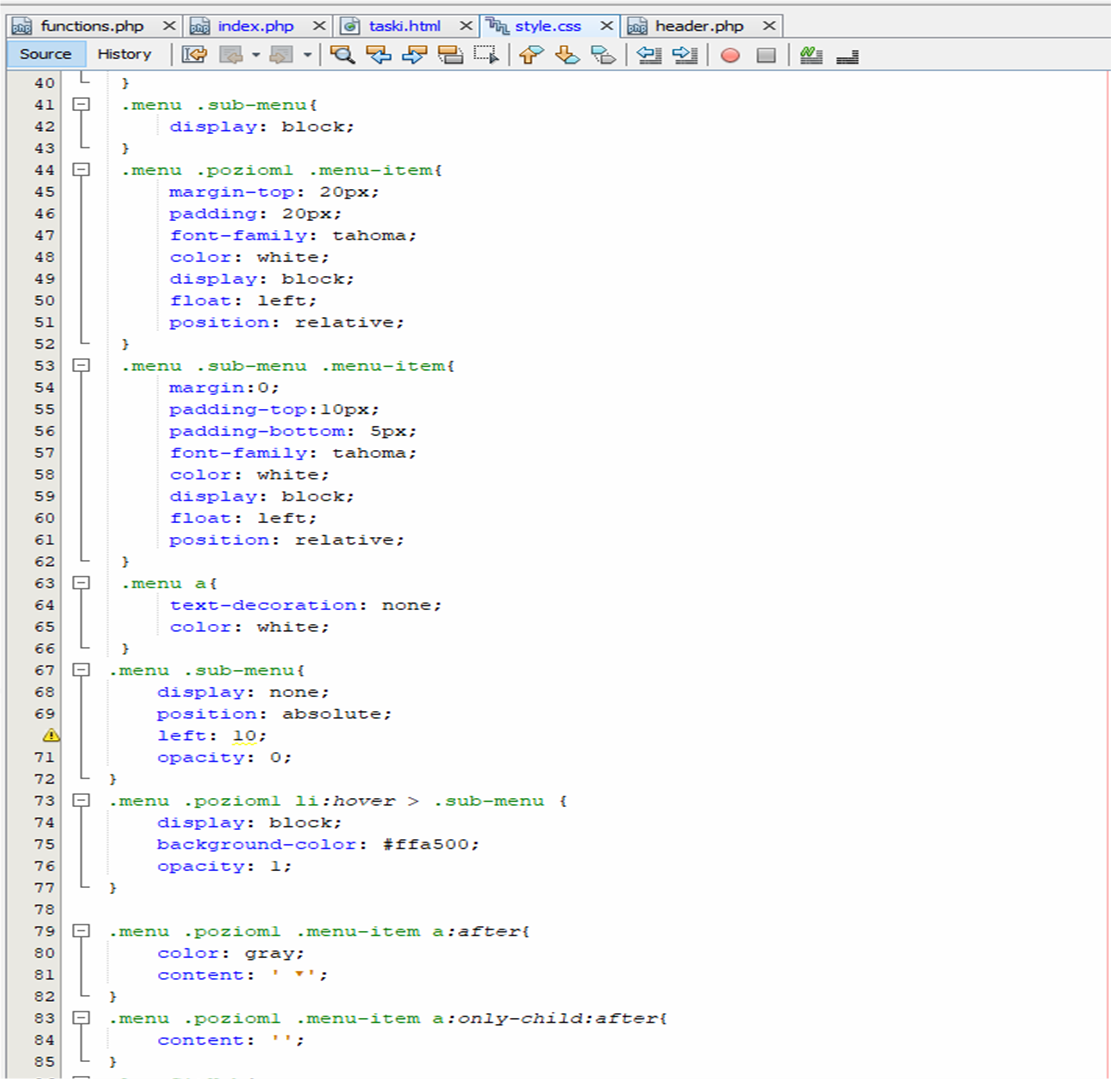 functions.php index.php taski.html style.css header.php
Source History
40 }
41 .menu .sub-menu{
42 display: block;
43 }
44 .menu .pozioml .menu-item{
45 margin-top: 20px;
46 padding: 20px;
47 font-family: tahoma;
48 color: white;
49 display: block;
50 float: left;
51 position: relative;
52 }
53 .menu .sub-menu .menu-item{
54 margin:0;
55 padding-top:10px;
56 padding-bottom: 5px;
57 font-family: tahoma;
58 color: white;
59 display: block;
60 float: left;
61 position: relative;
62 }
63 .menu a{
64 text-decoration: none;
65 color: white;
66 }
67 .menu .sub-menu{
68 display: none;
69 position: absolute;
left: 10;
71 opacity: 0;
72 }
73 .menu .pozioml li:hover > .sub-menu {
74 display: block;
75 background-color: #ffa500;
76 opacity: 1;
77 }
78
79 .menu .pozioml .menu-item a:after{
80 color: gray;
81 content: ' ▾';
82 }
83 .menu .pozioml .menu-item a:only-child:after{
84 content: '';
85 }